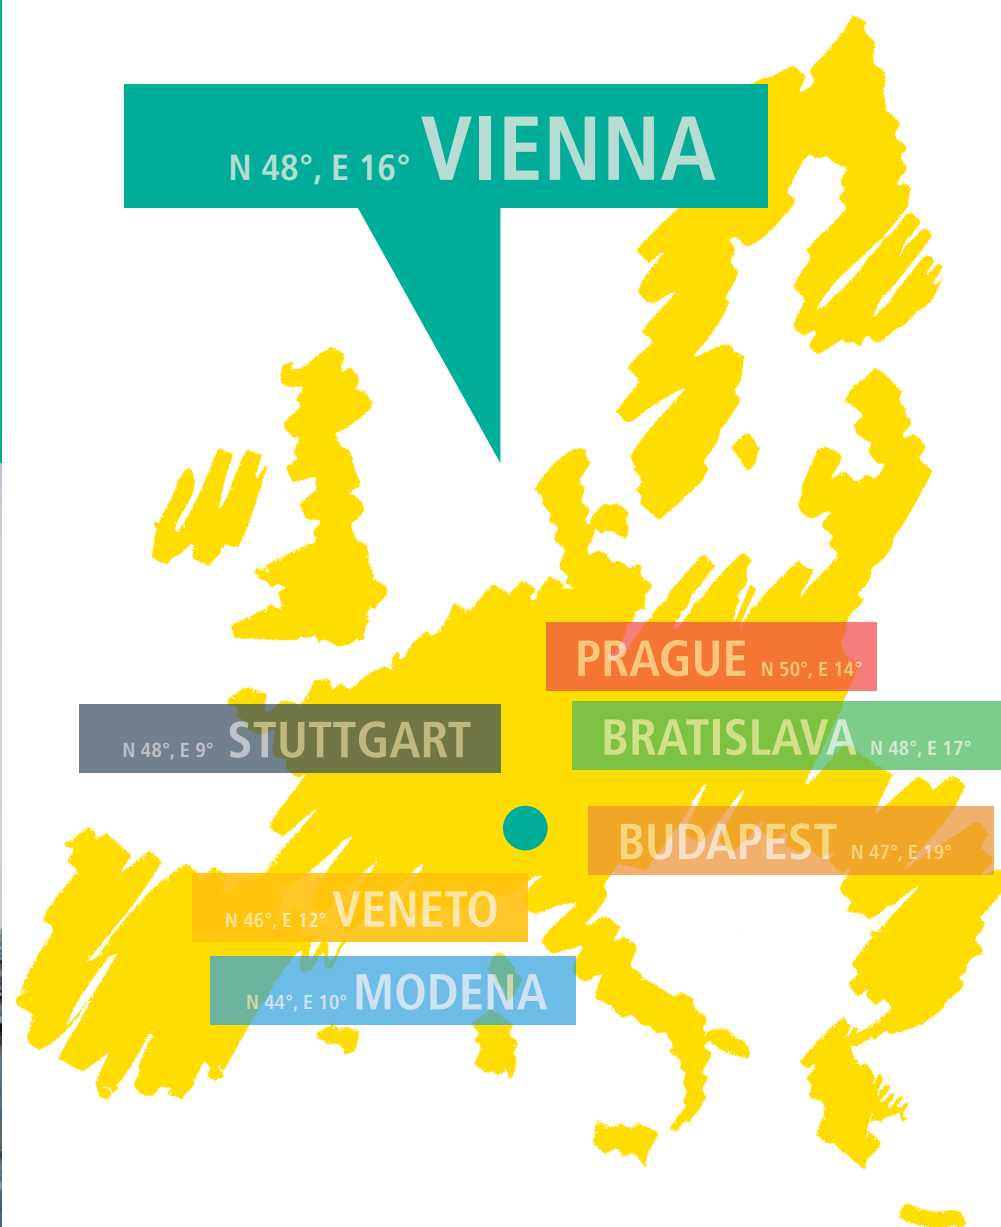 N 48°, E 16° VIENNA
PRAGUE N 50°, E 14°
N 48°, E 9° STUTTGART
BRATISLAVA N 48°, E 17°
BUDAPEST N 47°, E 19°
N 46°, E 12° VENETO
N 44°, E 10° MODENA